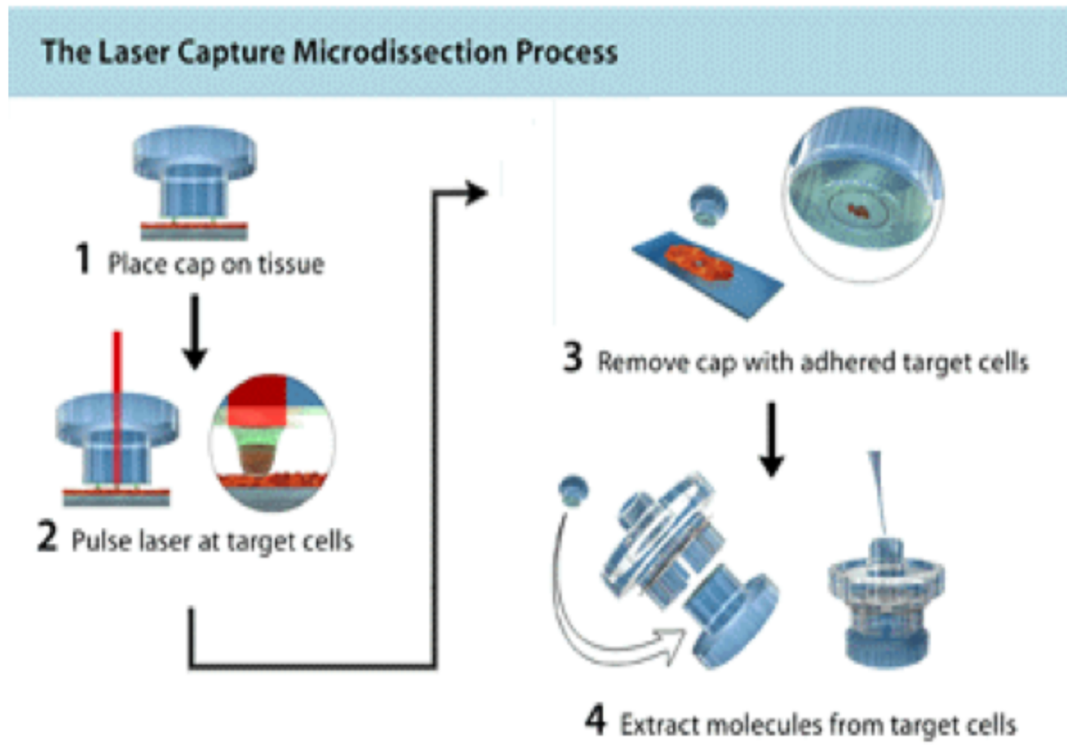 The Laser Capture Microdissection Process
1 Place cap on tissue
2 Pulse laser at target cells
3 Remove cap with adhered target cells
4 Extract molecules from target cells